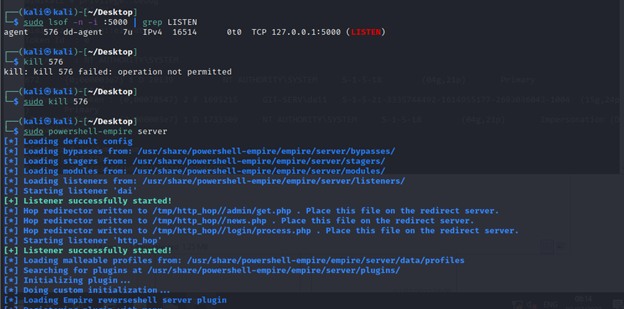 ┌──(kali㉿kali)-[~/Desktop]
└─$ sudo lsof -n -i :5000 | grep LISTEN
agent 576 dd-agent 7u IPv4 16514 0t0 TCP 127.0.0.1:5000 (LISTEN)
┌──(kali㉿kali)-[~/Desktop]
└─$ kill 576
kill: kill 576 failed: operation not permitted
┌──(kali㉿kali)-[~/Desktop]
└─$ sudo kill 576
┌──(kali㉿kali)-[~/Desktop]
└─$ sudo powershell-empire server
[*] Loading default config
[*] Loading bypasses from: /usr/share/powershell-empire/empire/server/bypasses/
[*] Loading stagers from: /usr/share/powershell-empire/empire/server/stagers/
[*] Loading modules from: /usr/share/powershell-empire/empire/server/modules/
[*] Loading listeners from: /usr/share/powershell-empire/empire/server/listeners/
[*] Starting listener 'dai'
[+] Listener successfully started!
[*] Hop redirector written to /tmp/http_hop//admin/get.php . Place this file on the redirect server.
[*] Hop redirector written to /tmp/http_hop//news.php . Place this file on the redirect server.
[*] Hop redirector written to /tmp/http_hop//login/process.php . Place this file on the redirect server.
[*] Starting listener 'http_hop'
[+] Listener successfully started!
[*] Loading malleable profiles from: /usr/share/powershell-empire/empire/server/data/profiles
[*] Searching for plugins at /usr/share/powershell-empire/empire/server/plugins/
[*] Initializing plugin...
[*] Doing custom initialization...
[*] Loading Empire reverseshell server plugin